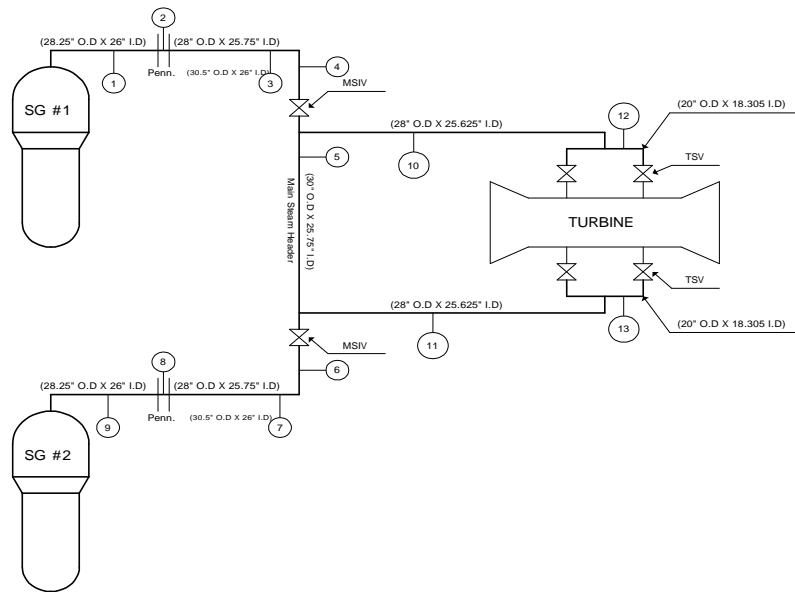 2
(28.25" O.D X 26" I.D)
(28" O.D X 25.75" I.D)
Penn.
(30.5" O.D X 26" I.D)
1
3
4
MSIV
SG #1
(28" O.D X 25.625" I.D)
12
(20" O.D X 18.305 I.D)
10
5
TSV
(30" O.D X 25.75" I.D)
Main Steam Header
TURBINE
TSV
(28" O.D X 25.625" I.D)
11
13
(20" O.D X 18.305 I.D)
MSIV
8
6
(28.25" O.D X 26" I.D)
(28" O.D X 25.75" I.D)
Penn.
(30.5" O.D X 26" I.D)
9
7
SG #2